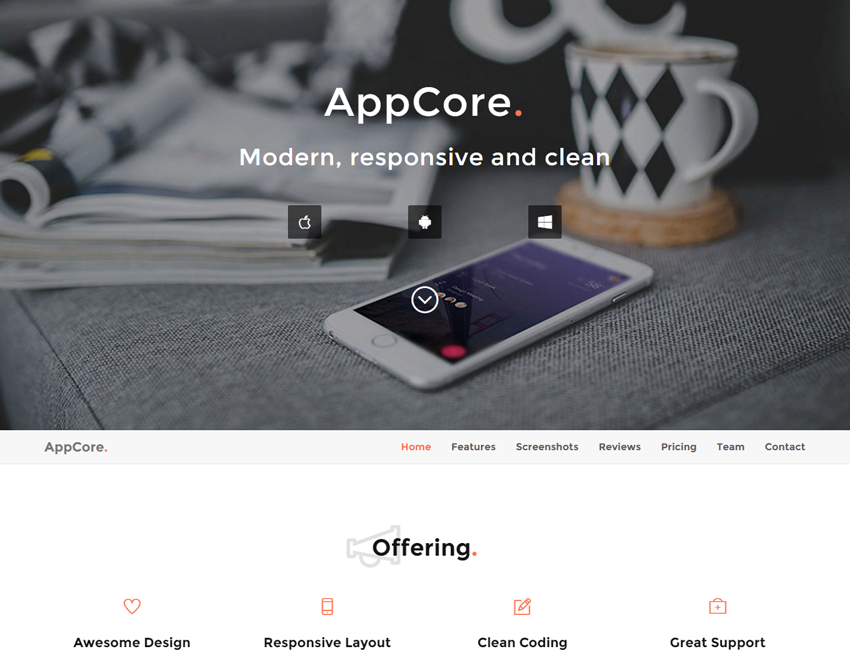 AppCore.
Modern, responsive and clean
AppCore.
Home Features Screenshots Reviews Pricing Team Contact
Offering.
Awesome Design Responsive Layout Clean Coding Great Support